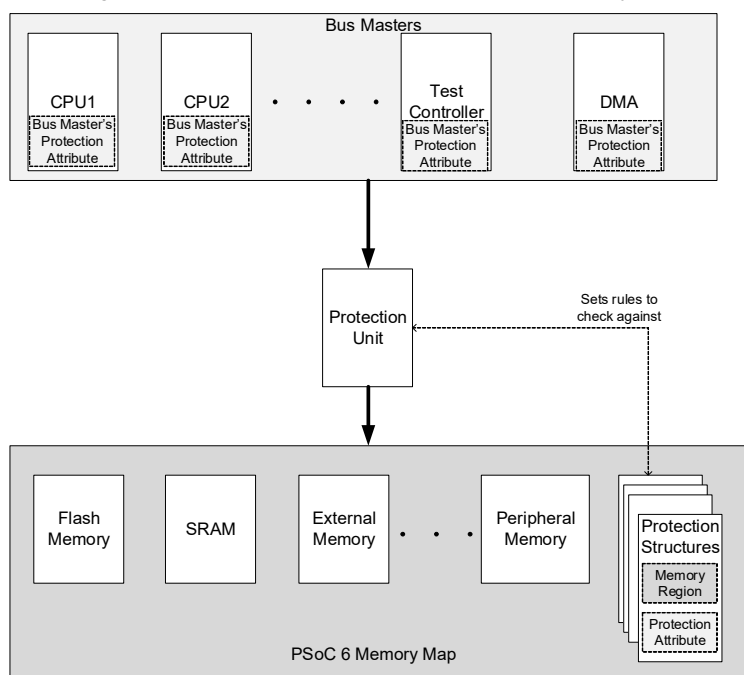 Bus Masters
CPU1
Bus Master's
Protection
Attribute
CPU2
Bus Master's
Protection
Attribute
Test
Controller
Bus Master's
Protection
Attribute
DMA
Bus Master's
Protection
Attribute
Protection
Unit
Sets rules to
check against
Flash
Memory
SRAM
External
Memory
Peripheral
Memory
Protection
Structures
Memory
Region
Protection
Attribute
PSoC 6 Memory Map